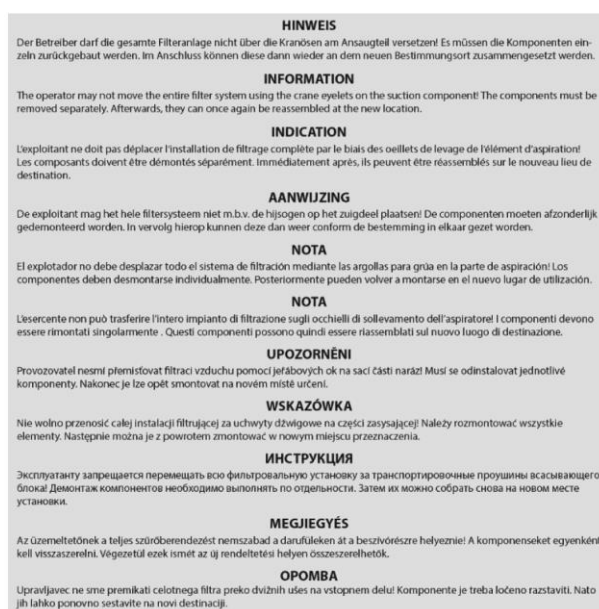 HINWEIS
Der Betreiber darf die gesamte Filteranlage nicht über die Kranösen am Ansaugteil versetzen! Es müssen die Komponenten ein-
zeln zurückgebaut werden. Im Anschluss können diese dann wieder an dem neuen Bestimmungsort zusammengesetzt werden.
INFORMATION
The operator may not move the entire filter system using the crane eyelets on the suction component! The components must be
removed separately. Afterwards, they can once again be reassembled at the new location.
INDICATION
L'exploitant ne doit pas déplacer l'installation de filtrage complète par le biais des oeillets de levage de l'élément d'aspiration!
Les composants doivent être démontés séparément. Immédiatement après, ils peuvent être réassemblés sur le nouveau lieu de
destination.
AANWIJZING
De exploitant mag het hele filtersysteem niet m.b.v. de hijsogen op het zuigdeel plaatsen! De componenten moeten afzonderlijk
gedemonteerd worden. In vervolg hierop kunnen deze dan weer conform de bestemming in elkaar gezet worden.
NOTA
El explotador no debe desplazar todo el sistema de filtración mediante las argollas para grúa en la parte de aspiración! Los
componentes deben desmontarse individualmente. Posteriormente pueden volver a montarse en el nuevo lugar de utilización.
NOTA
L'esercente non può trasferire l'intero impianto di filtrazione sugli occhielli di sollevamento dell'aspiratore! I componenti devono
essere rimontati singolarmente . Questi componenti possono quindi essere riassemblati sul nuovo luogo di destinazione.
UPOZORNĚNI
Provozovatel nesmí přemisťovat filtraci vzduchu pomocí jeřábových ok na sací části naráz! Musí se odinstalovat jednotlivé
komponenty. Nakonec je lze opět smontovat na novém místě určení.
WSKAZÓWKA
Nie wolno przenosić całej instalacji filtrującej za uchwyty dźwigowe na części zasysającej! Należy rozmontować wszystkie
elementy. Następnie można je z powrotem zmontować w nowym miejscu przeznaczenia.
ИНСТРУКЦИЯ
Эксплуатанту запрещается перемещать всю фильтровальную установку за транспортировочные проушины всасывающего
блока! Демонтаж компонентов необходимо выполнять по отдельности. Затем их можно собрать снова на новом месте
установки.
MEGJIEGYÉS
Az üzemeltetőnek a teljes szűrőberendezést nemszabad a darufüleken át a beszívórészre helyeznie! A komponenseket egyenként
kell visszaszerelni. Végezetül ezek ismét az új rendeltetési helyen összeszerelhetők.
OPOMBA
Upravljavec ne sme premikati celotnega filtra preko dvižnih ušes na vstopnem delu! Komponente je treba ločeno razstaviti. Nato
jih lahko ponovno sestavite na novi destinaciji.